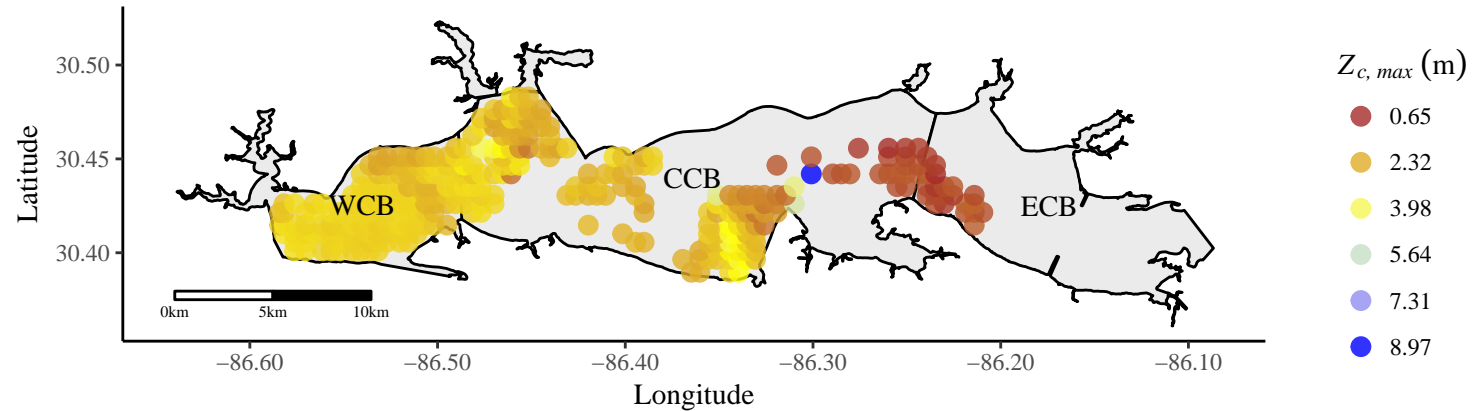 Latitude
30.50
30.45
30.40
WCB
CCB
ECB
0km 5km 10km
−86.60 −86.50 −86.40 −86.30 −86.20 −86.10
Longitude
Zc, max (m)
0.65
2.32
3.98
5.64
7.31
8.97